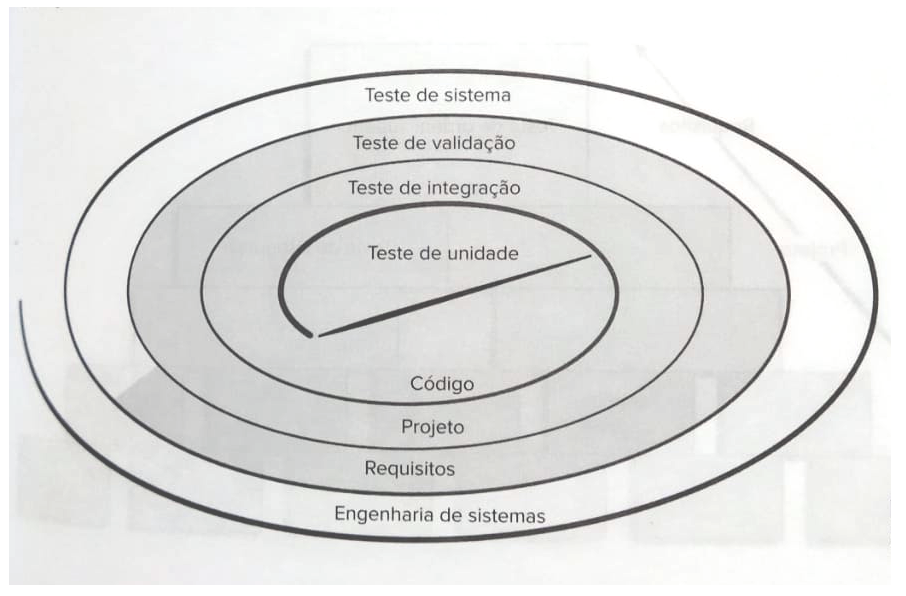 Teste de sistema
Teste de validação
Teste de integração
Teste de unidade
Código
Projeto
Requisitos
Engenharia de sistemas